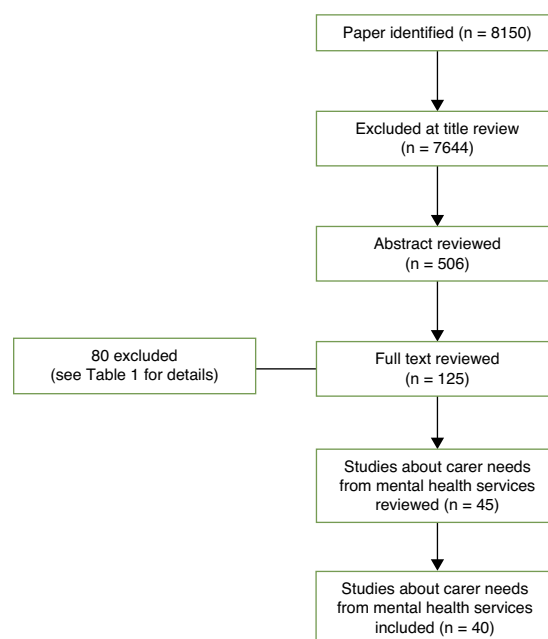 Paper identified (n = 8150)
Excluded at title review
(n = 7644)
Abstract reviewed
(n = 506)
80 excluded
(see Table 1 for details)
Full text reviewed
(n = 125)
Studies about carer needs
from mental health services
reviewed (n = 45)
Studies about carer needs
from mental health services
included (n = 40)